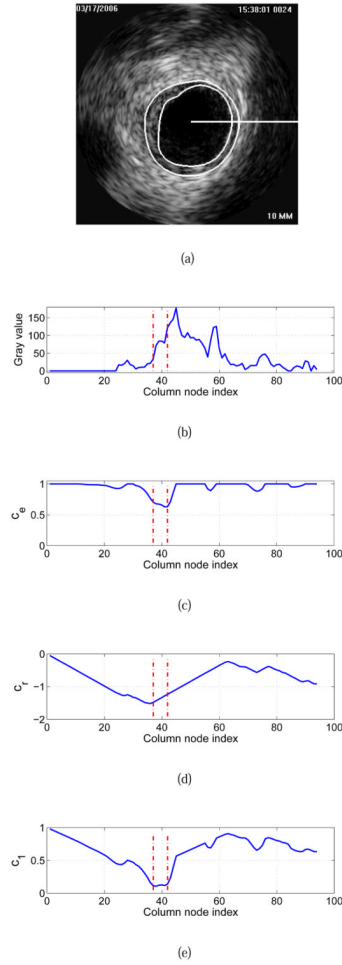 03/17/2006 15:38:01 0024
10 MM
(a)
150
100
50
0
Gray value
0 20 40 60 80 100
Column node index
(b)
1
0.5
0
c_e
0 20 40 60 80 100
Column node index
(c)
0
−1
−2
c_r
0 20 40 60 80 100
Column node index
(d)
1
0.5
0
c_1
0 20 40 60 80 100
Column node index
(e)